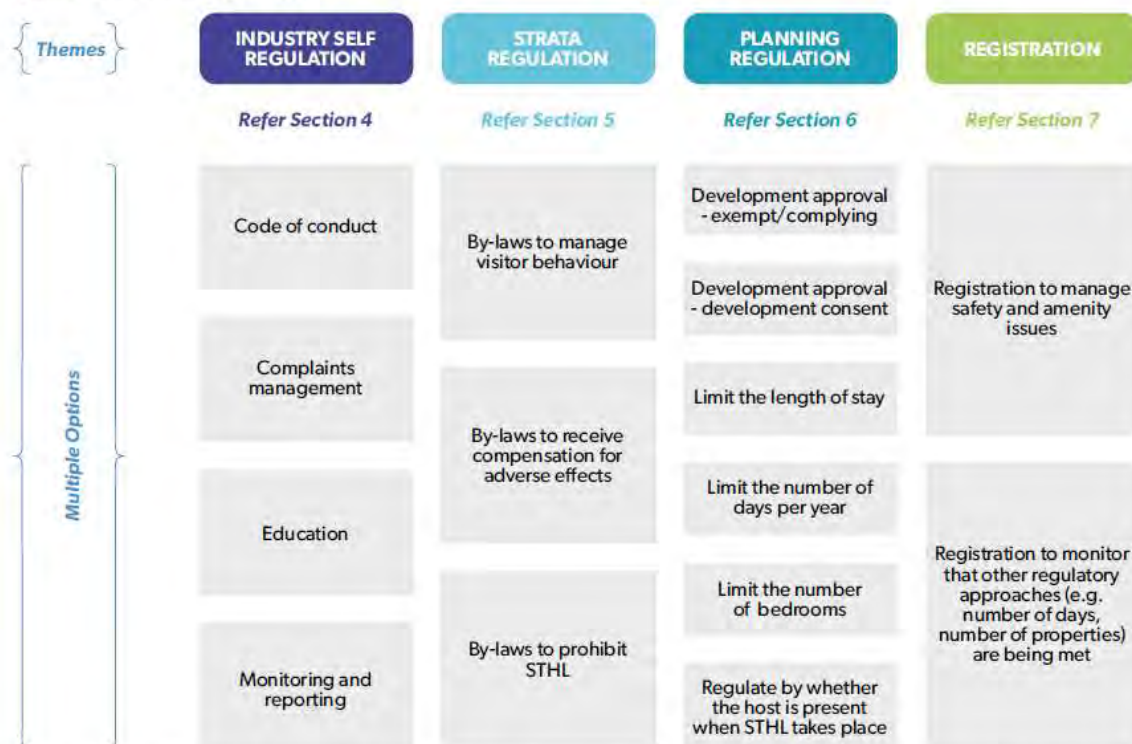 Themes
INDUSTRY SELF
REGULATION
STRATA
REGULATION
PLANNING
REGULATION
REGISTRATION
Refer Section 4
Refer Section 5
Refer Section 6
Refer Section 7
Multiple Options
Code of conduct
Complaints
management
Education
Monitoring and
reporting
By-laws to manage
visitor behaviour
By-laws to receive
compensation for
adverse effects
By-laws to prohibit
STHL
Development approval
- exempt/complying
Development approval
- development consent
Limit the length of stay
Limit the number of
days per year
Limit the number
of bedrooms
Regulate by whether
the host is present
when STHL takes place
Registration to manage
safety and amenity
issues
Registration to monitor
that other regulatory
approaches (e.g.
number of days,
number of properties)
are being met